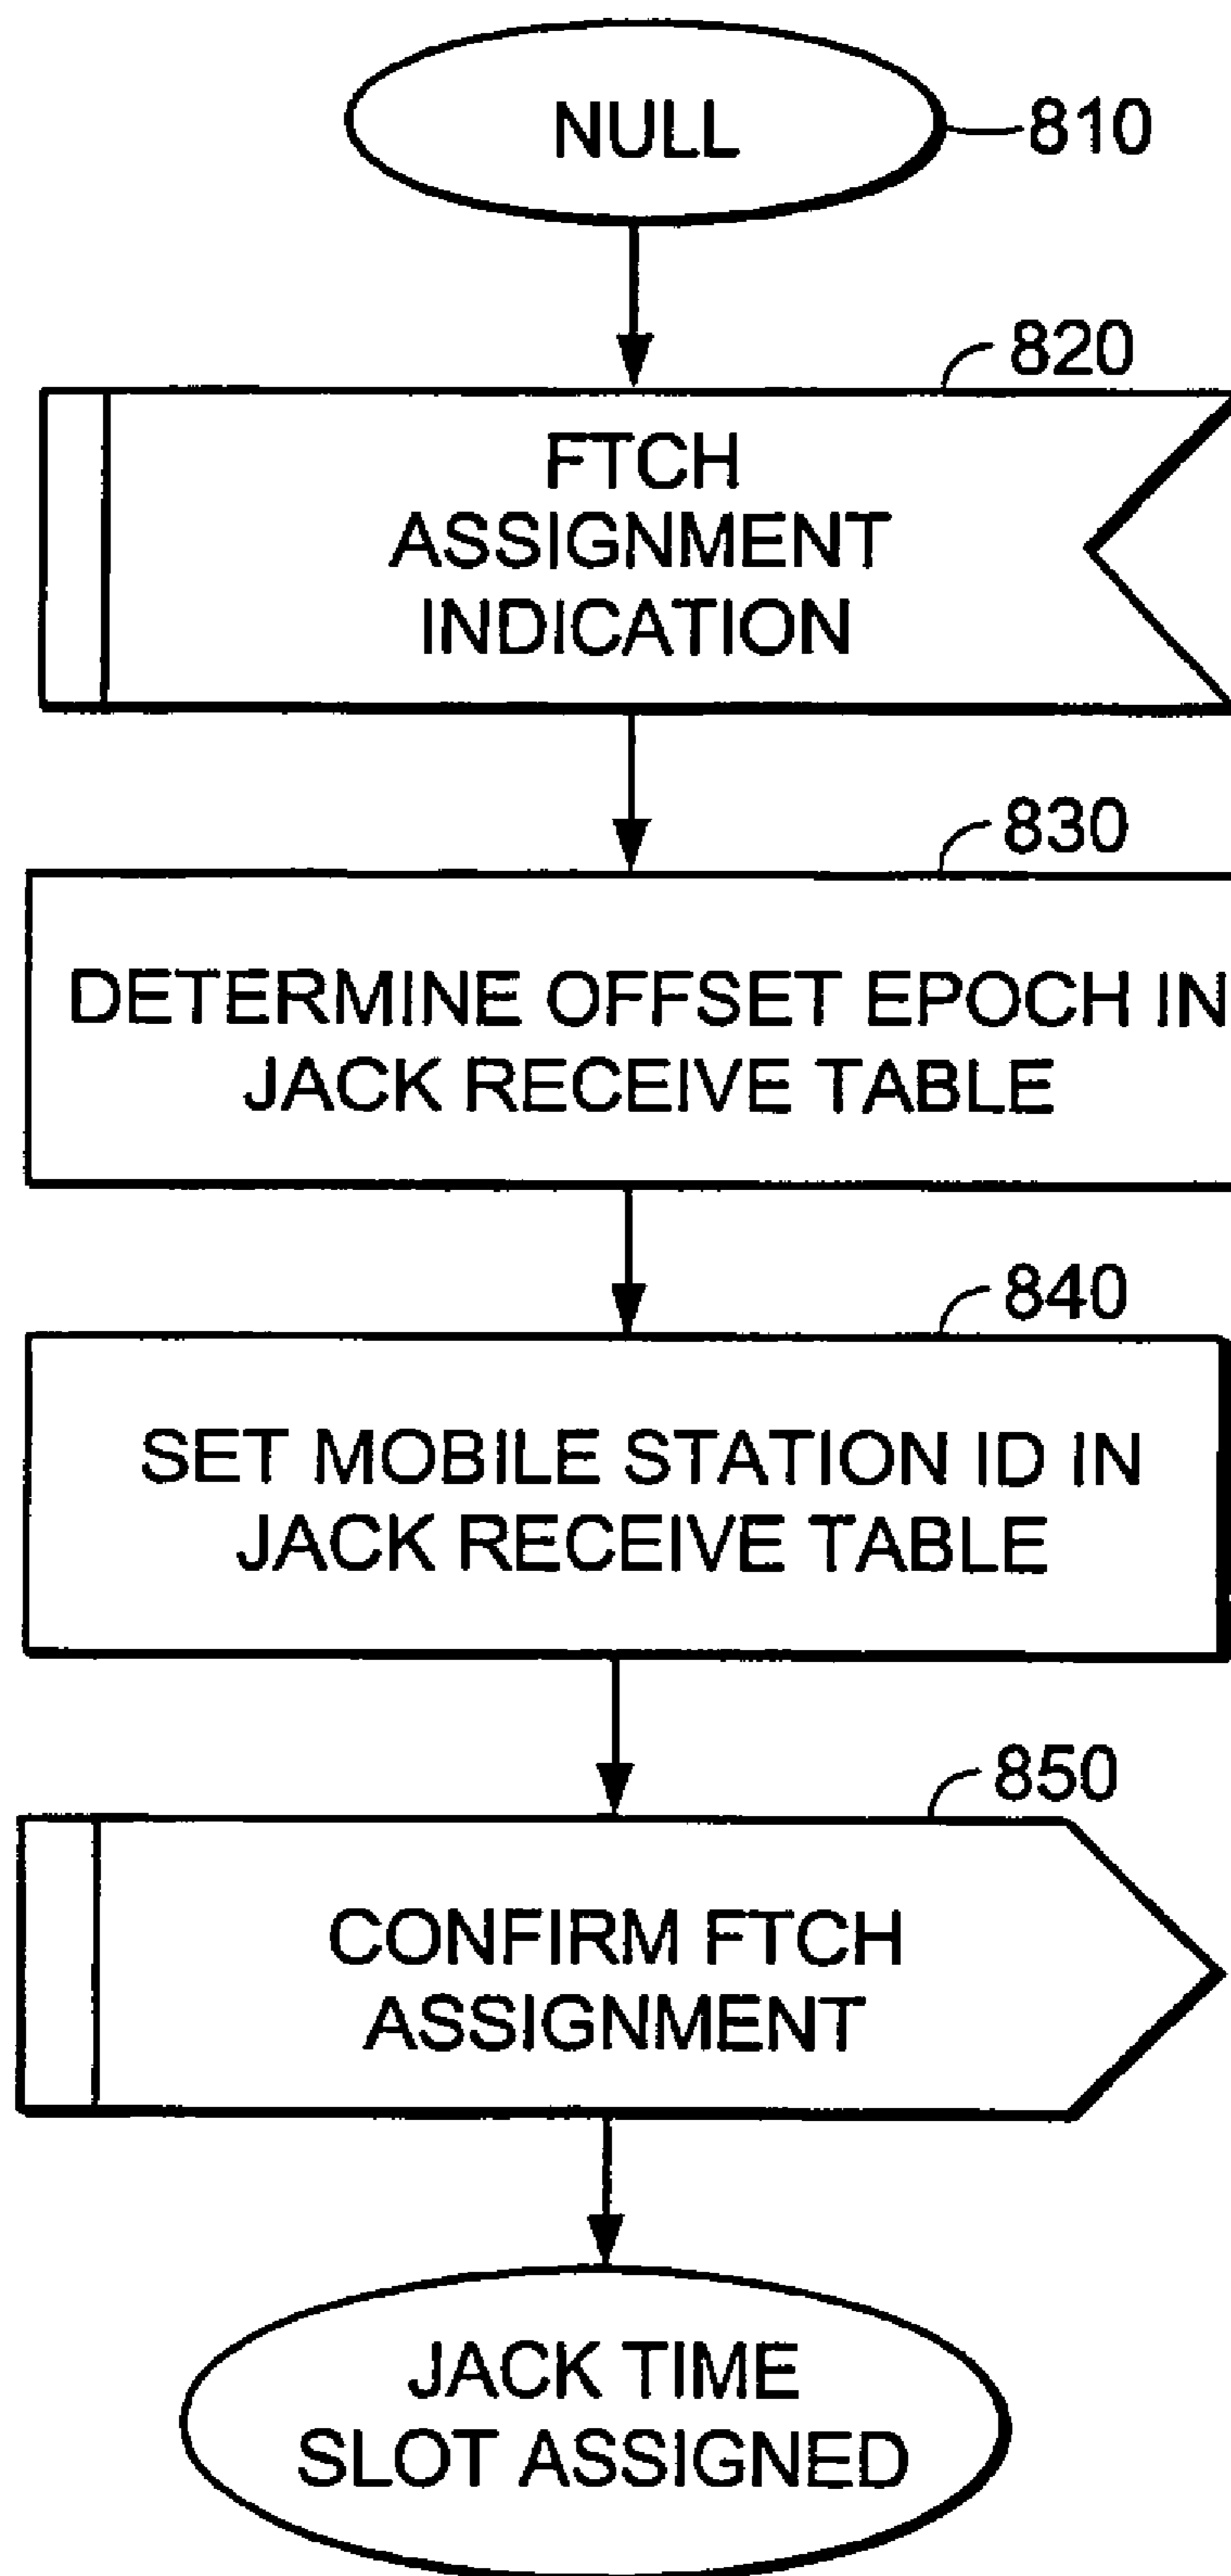 NULL
810
820
FTCH
ASSIGNMENT
INDICATION
830
DETERMINE OFFSET EPOCH IN
JACK RECEIVE TABLE
840
SET MOBILE STATION ID IN
JACK RECEIVE TABLE
850
CONFIRM FTCH
ASSIGNMENT
JACK TIME
SLOT ASSIGNED